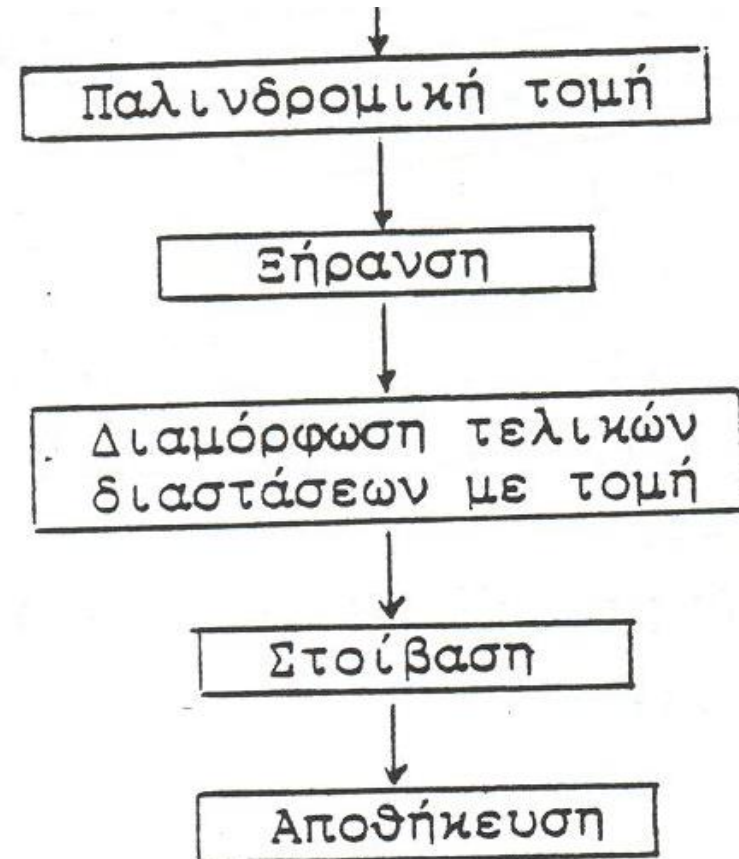 Παλινδρομική τομή
Ξήρανση
Διαμόρφωση τελικών
διαστάσεων με τομή
Στοίβαση
Αποθήκευση